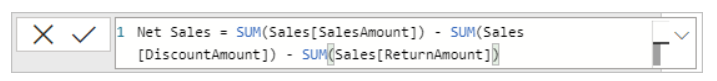 1 Net Sales = SUM(Sales[SalesAmount]) - SUM(Sales
[DiscountAmount]) - SUM(Sales[ReturnAmount])